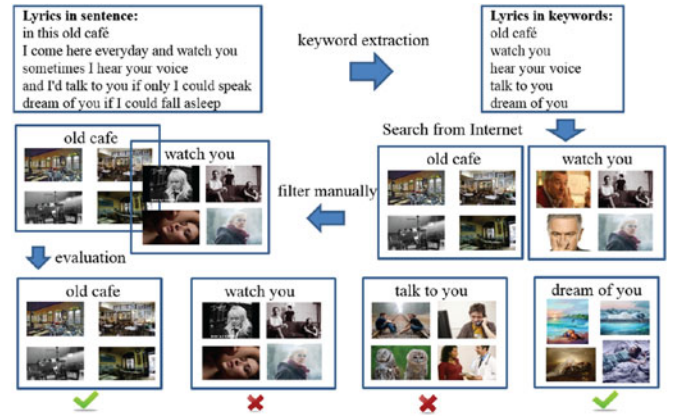 Lyrics in sentence:
in this old café
I come here everyday and watch you
sometimes I hear your voice
and I'd talk to you if only I could speak
dream of you if I could fall asleep
keyword extraction
Lyrics in keywords:
old café
watch you
hear your voice
talk to you
dream of you
Search from Internet
old cafe
watch you
filter manually
old cafe
watch you
evaluation
old cafe
watch you
talk to you
dream of you